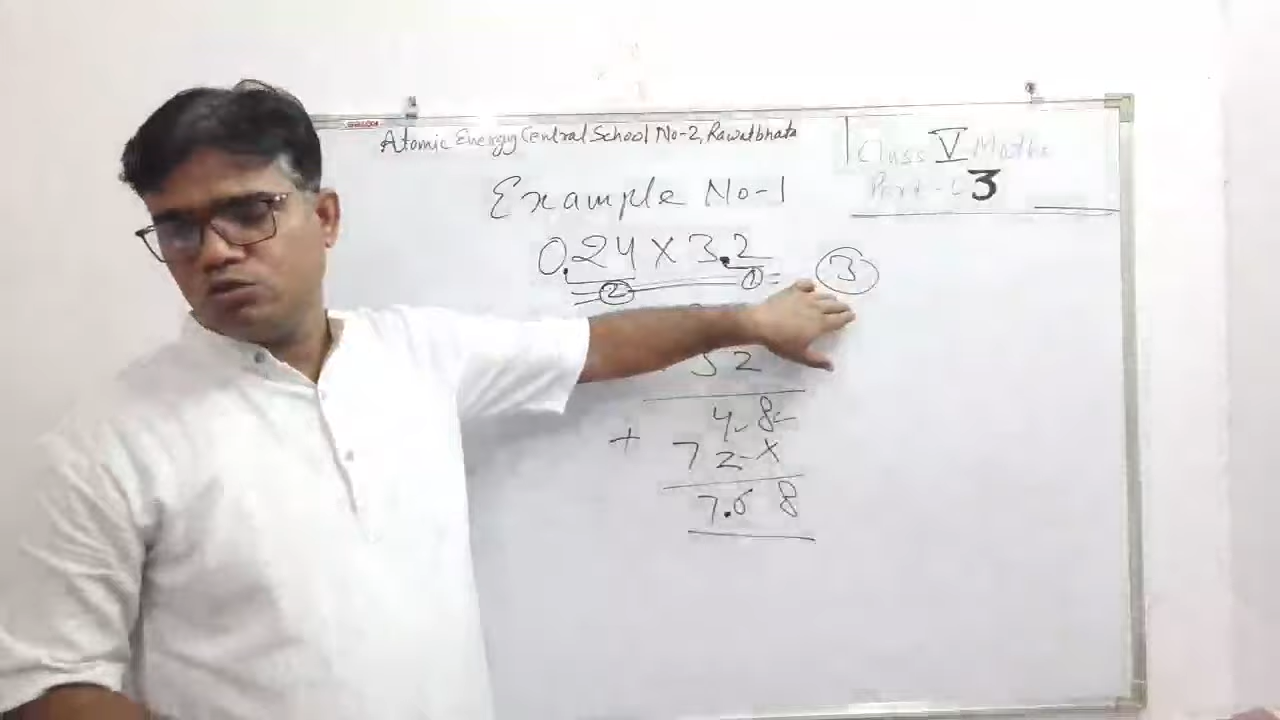 Atomic Energy Central School No-2, Rawatbhata
Class V Maths
Part - 3
Example No-1
0.24 X 3.2
2 1 3
32
48
+ 72 X
7.68